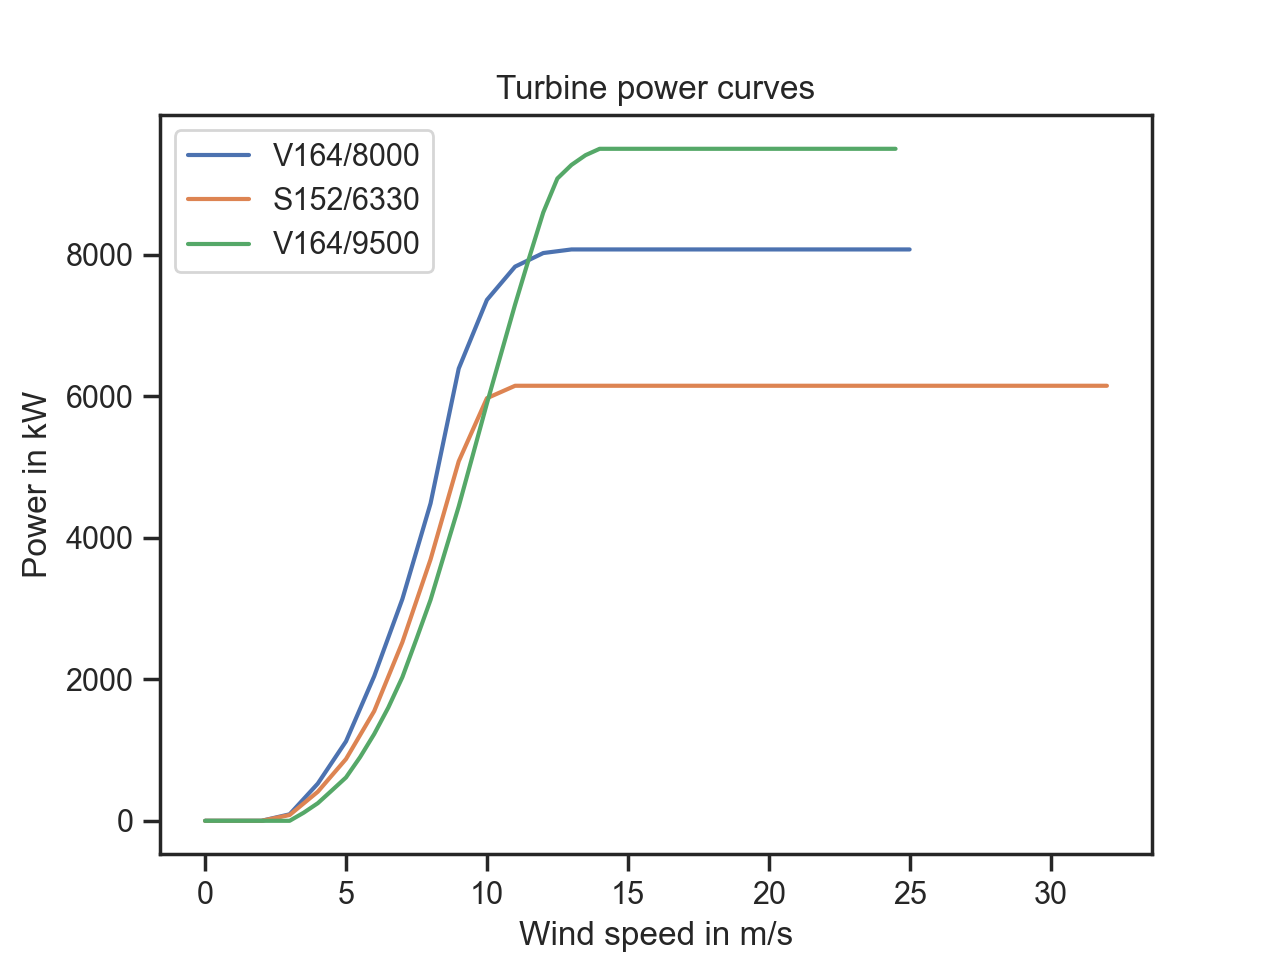 Turbine power curves
V164/8000
S152/6330
V164/9500
Power in kW
8000
6000
4000
2000
0
0 5 10 15 20 25 30
Wind speed in m/s